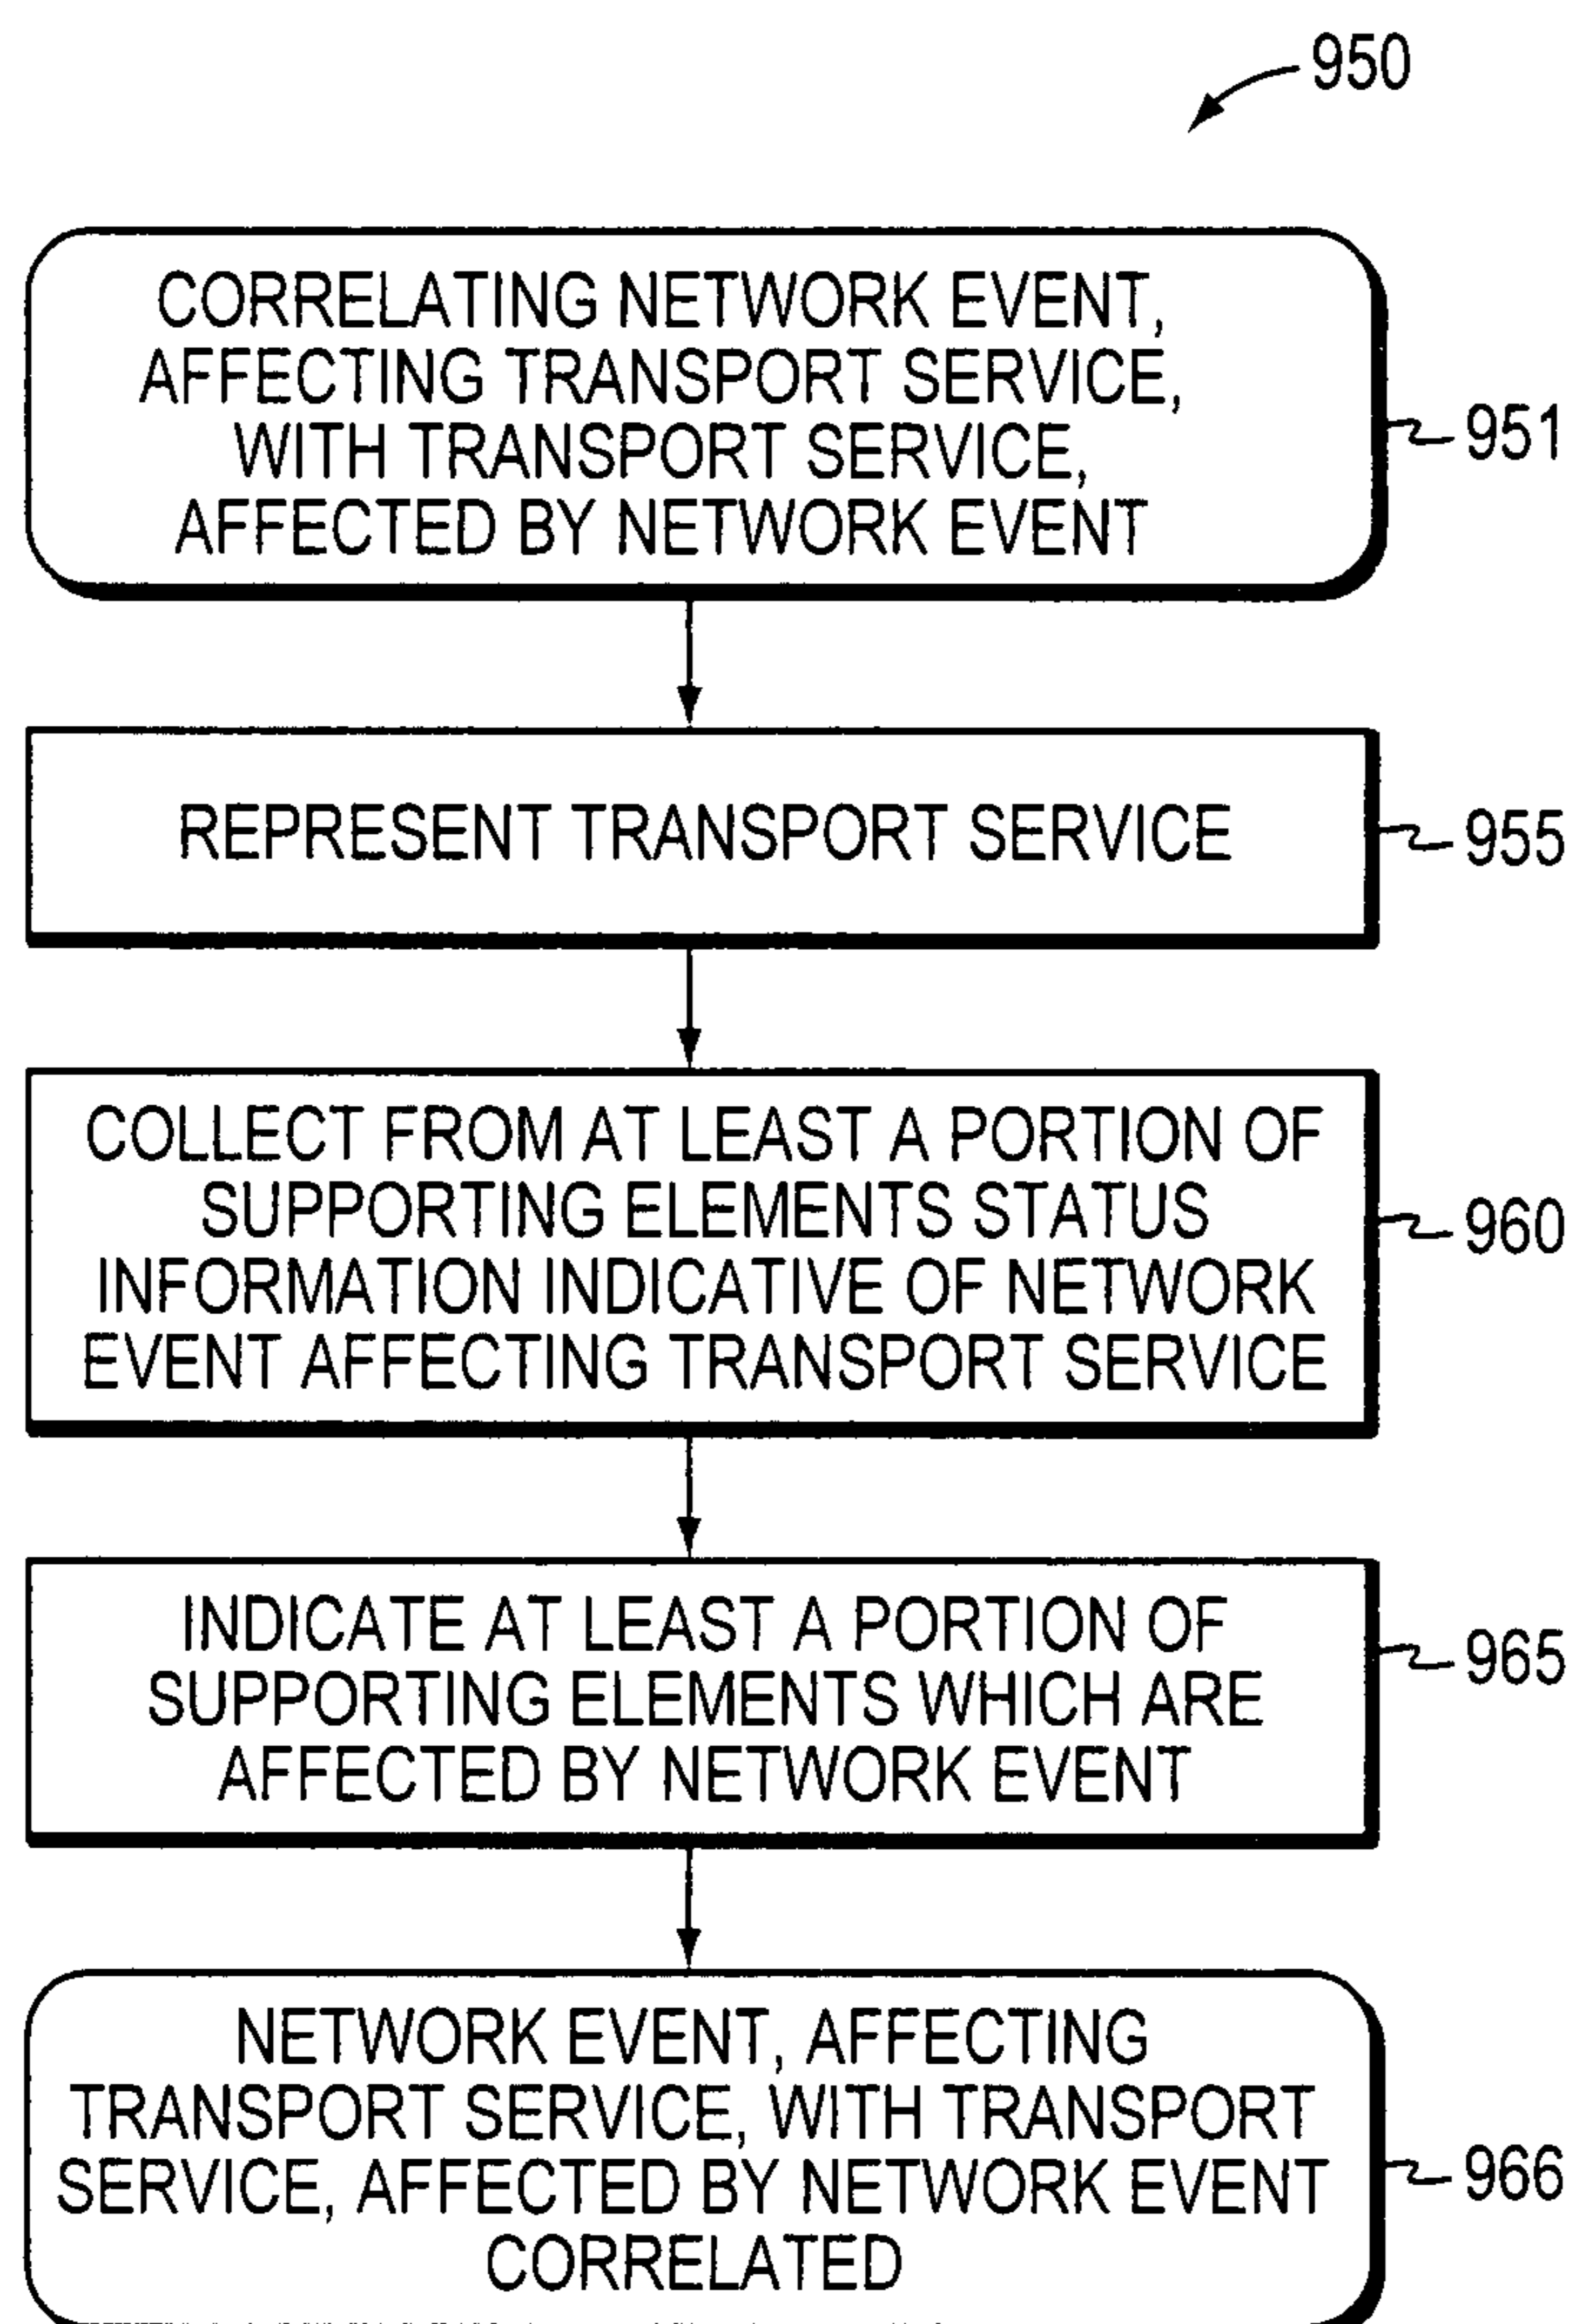 950
CORRELATING NETWORK EVENT,
AFFECTING TRANSPORT SERVICE,
WITH TRANSPORT SERVICE,
AFFECTED BY NETWORK EVENT
951
REPRESENT TRANSPORT SERVICE
955
COLLECT FROM AT LEAST A PORTION OF
SUPPORTING ELEMENTS STATUS
INFORMATION INDICATIVE OF NETWORK
EVENT AFFECTING TRANSPORT SERVICE
960
INDICATE AT LEAST A PORTION OF
SUPPORTING ELEMENTS WHICH ARE
AFFECTED BY NETWORK EVENT
965
NETWORK EVENT, AFFECTING
TRANSPORT SERVICE, WITH TRANSPORT
SERVICE, AFFECTED BY NETWORK EVENT
CORRELATED
966